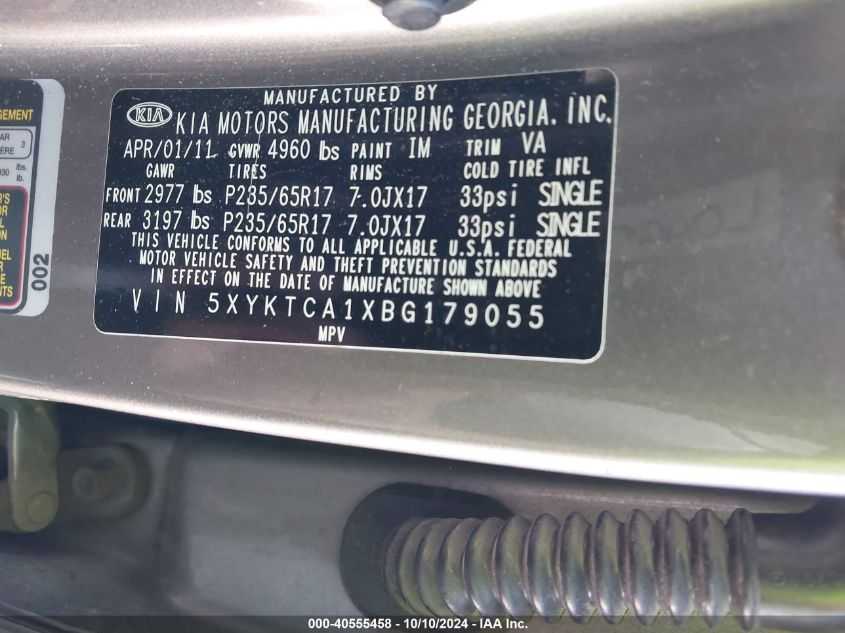 MANUFACTURED BY
KIA KIA MOTORS MANUFACTURING GEORGIA. INC.
APR/01/11 GVWR 4960 lbs PAINT IM TRIM VA
GAWR TIRES RIMS COLD TIRE INFL
FRONT 2977 lbs P235/65R17 7.0JX17 33psi SINGLE
REAR 3197 lbs P235/65R17 7.0JX17 33psi SINGLE
THIS VEHICLE CONFORMS TO ALL APPLICABLE U.S.A. FEDERAL
MOTOR VEHICLE SAFETY AND THEFT PREVENTION STANDARDS
IN EFFECT ON THE DATE OF MANUFACTURE SHOWN ABOVE
VIN 5XYKTCA1XBG179055
MPV
002
000-40555458 - 10/10/2024 - IAA Inc.